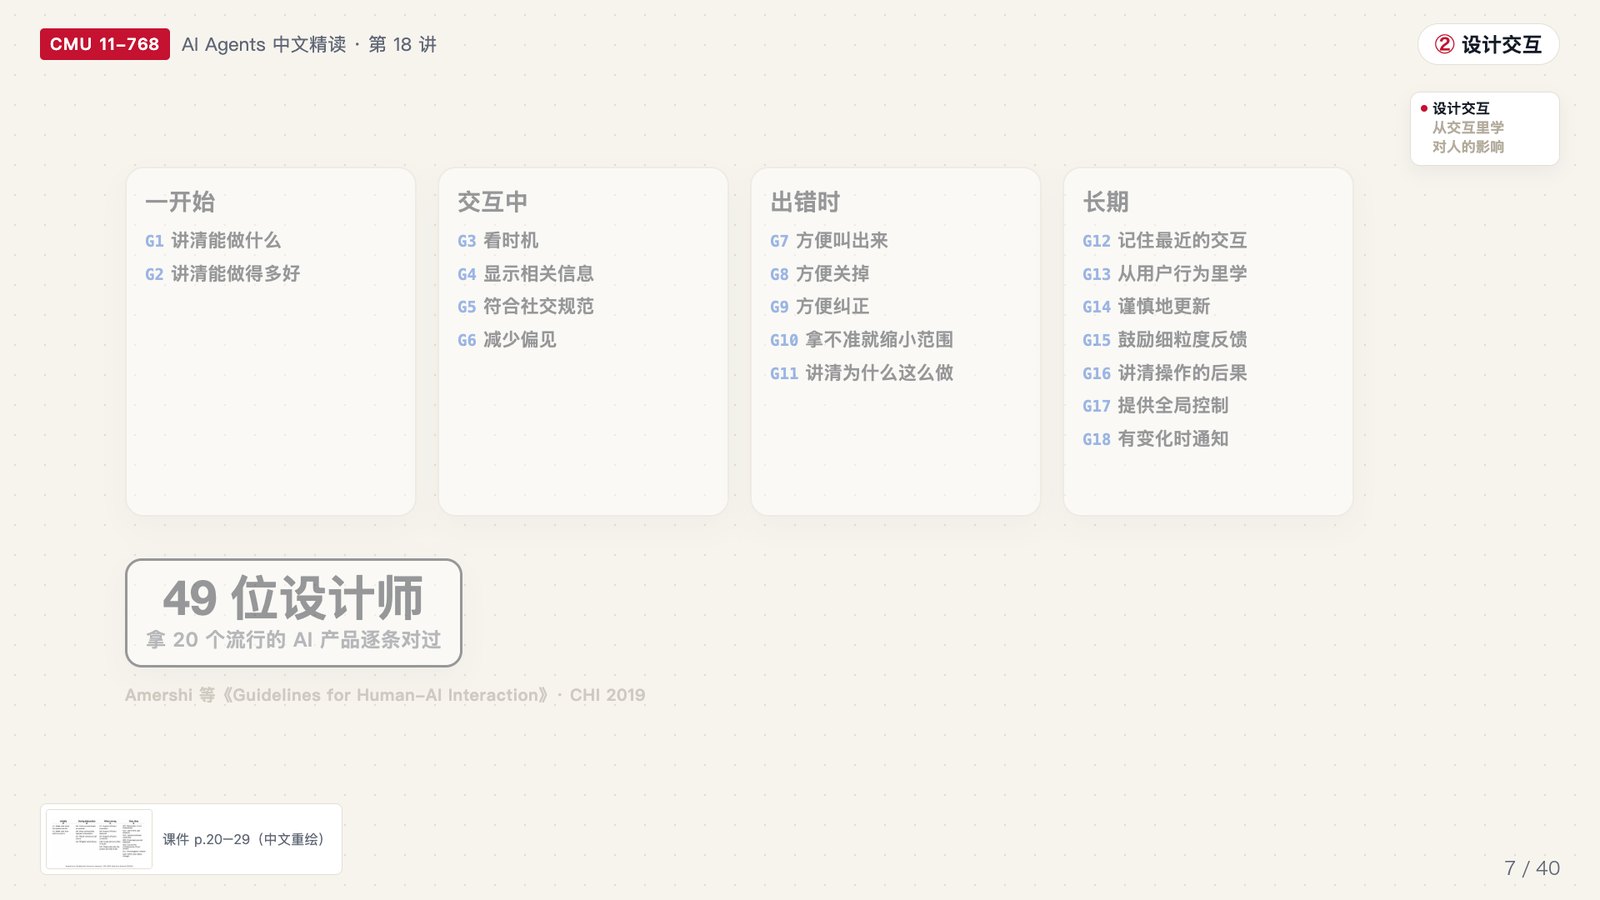 CMU 11-768 AI Agents 中文精读 · 第 18 讲
② 设计交互
设计交互
从交互里学
对人的影响
一开始
G1 讲清能做什么
G2 讲清能做得多好
交互中
G3 看时机
G4 显示相关信息
G5 符合社交规范
G6 减少偏见
出错时
G7 方便叫出来
G8 方便关掉
G9 方便纠正
G10 拿不准就缩小范围
G11 讲清为什么这么做
长期
G12 记住最近的交互
G13 从用户行为里学
G14 谨慎地更新
G15 鼓励细粒度反馈
G16 讲清操作的后果
G17 提供全局控制
G18 有变化时通知
49 位设计师
拿 20 个流行的 AI 产品逐条对过
Amershi 等《Guidelines for Human-AI Interaction》· CHI 2019
课件 p.20–29（中文重绘）
7 / 40